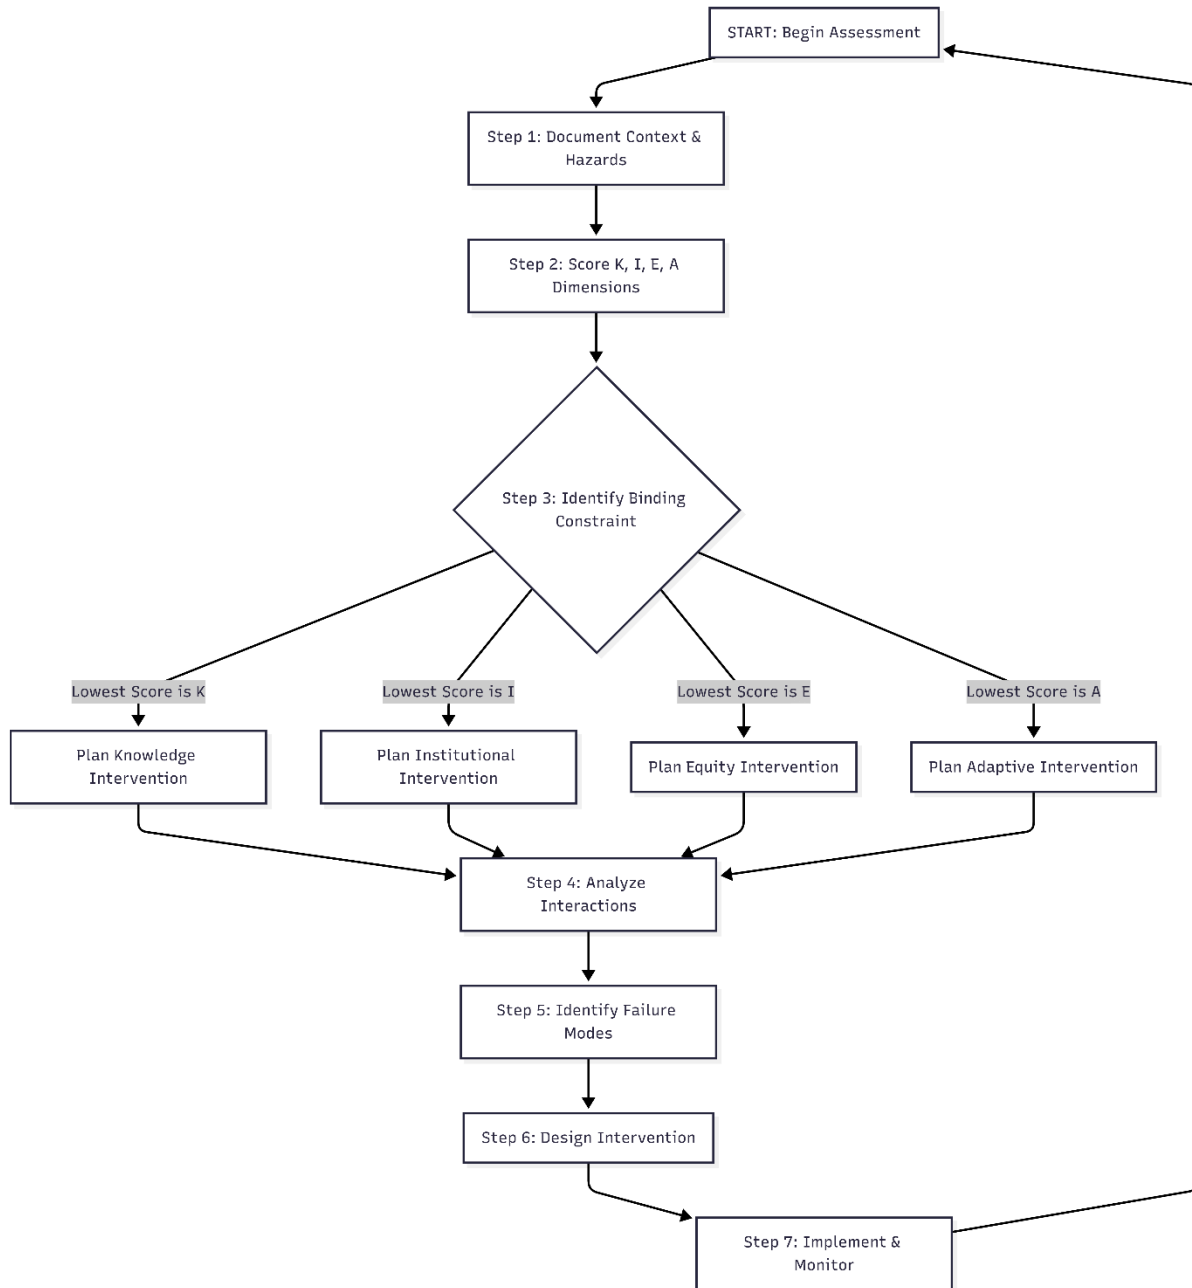 START: Begin Assessment
Step 1: Document Context &
Hazards
Step 2: Score K, I, E, A
Dimensions
Step 3: Identify Binding
Constraint
Lowest Score is K
Lowest Score is I
Lowest Score is E
Lowest Score is A
Plan Knowledge
Intervention
Plan Institutional
Intervention
Plan Equity Intervention
Plan Adaptive Intervention
Step 4: Analyze
Interactions
Step 5: Identify Failure
Modes
Step 6: Design Intervention
Step 7: Implement &
Monitor